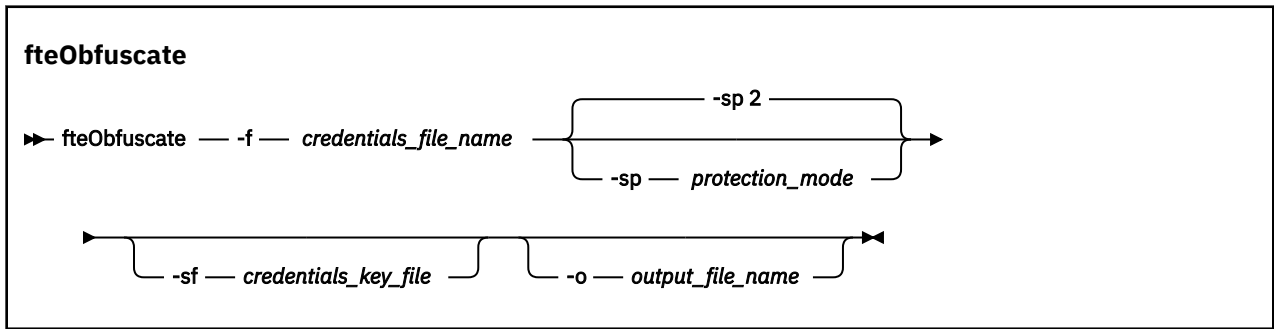 fteObfuscate
-sp 2
fteObfuscate -f credentials_file_name
-sp protection_mode
-sf credentials_key_file -o output_file_name